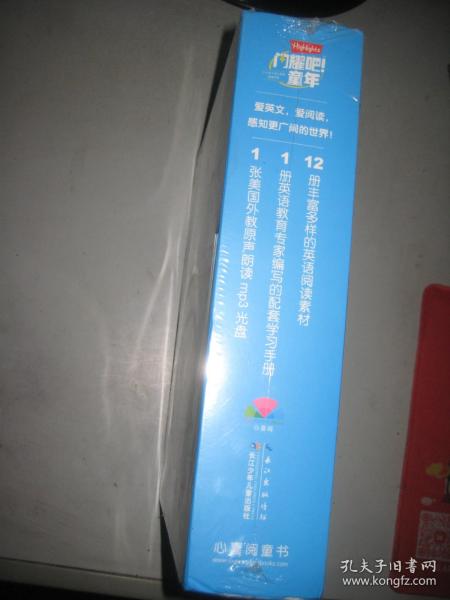 Highlights
闪耀吧！
童年
爱英文，爱阅读，
感知更广阔的世界！
12 册丰富多样的英语阅读素材
1 册英语教育专家编写的配套学习手册
1 张美国外教原声朗读 mp3 光盘
心喜阅
长江出版传媒
长江少年儿童出版社
心喜阅童书
孔夫子旧书网
www.kongfz.com